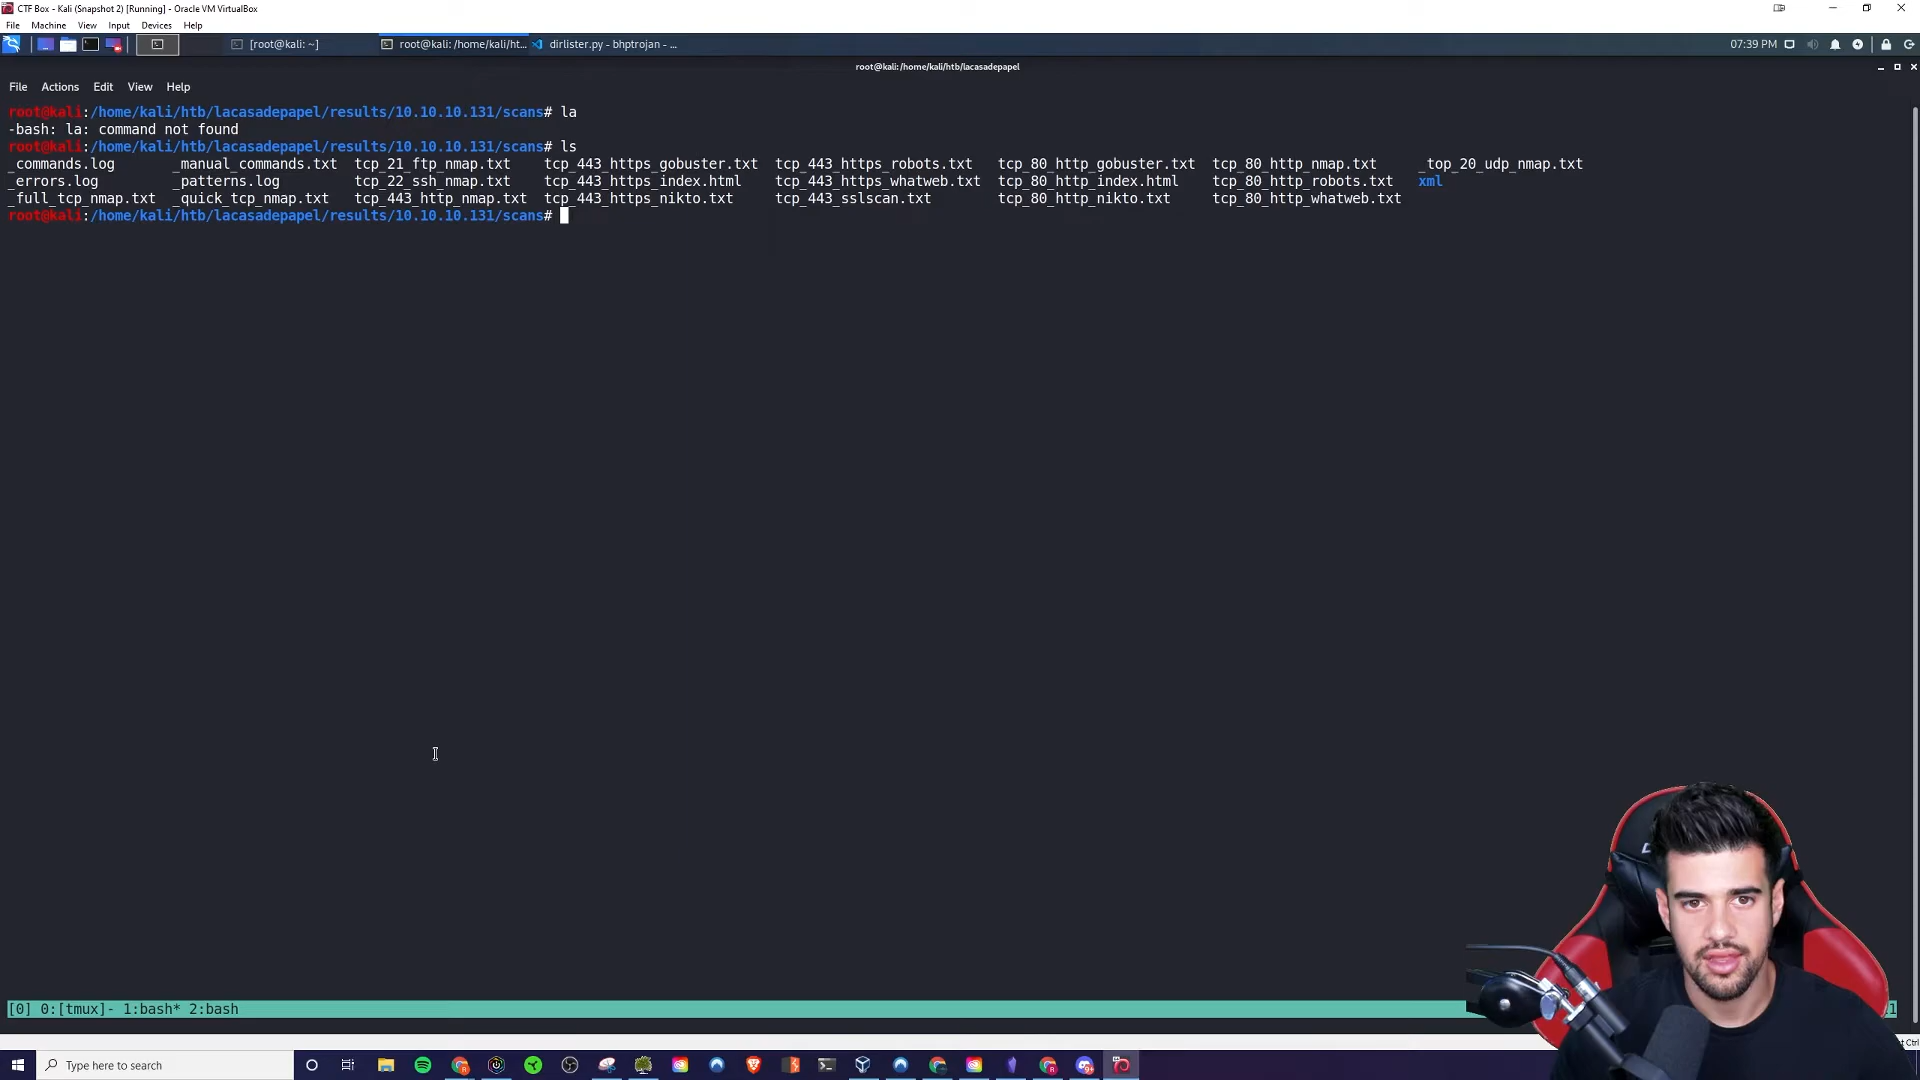 CTF Box - Kali (Snapshot 2) [Running] - Oracle VM VirtualBox
File Machine View Input Devices Help
[root@kali: ~] root@kali: /home/kali/ht... dirlister.py - bhptrojan - ... 07:39 PM
root@kali: /home/kali/htb/lacasadepapel
File Actions Edit View Help
root@kali:/home/kali/htb/lacasadepapel/results/10.10.10.131/scans# la
-bash: la: command not found
root@kali:/home/kali/htb/lacasadepapel/results/10.10.10.131/scans# ls
_commands.log _manual_commands.txt tcp_21_ftp_nmap.txt tcp_443_https_gobuster.txt tcp_443_https_robots.txt tcp_80_http_gobuster.txt tcp_80_http_nmap.txt _top_20_udp_nmap.txt
_errors.log _patterns.log tcp_22_ssh_nmap.txt tcp_443_https_index.html tcp_443_https_whatweb.txt tcp_80_http_index.html tcp_80_http_robots.txt xml
_full_tcp_nmap.txt _quick_tcp_nmap.txt tcp_443_http_nmap.txt tcp_443_https_nikto.txt tcp_443_sslscan.txt tcp_80_http_nikto.txt tcp_80_http_whatweb.txt
root@kali:/home/kali/htb/lacasadepapel/results/10.10.10.131/scans#
[0] 0:[tmux]- 1:bash* 2:bash
Ctrl
Type here to search